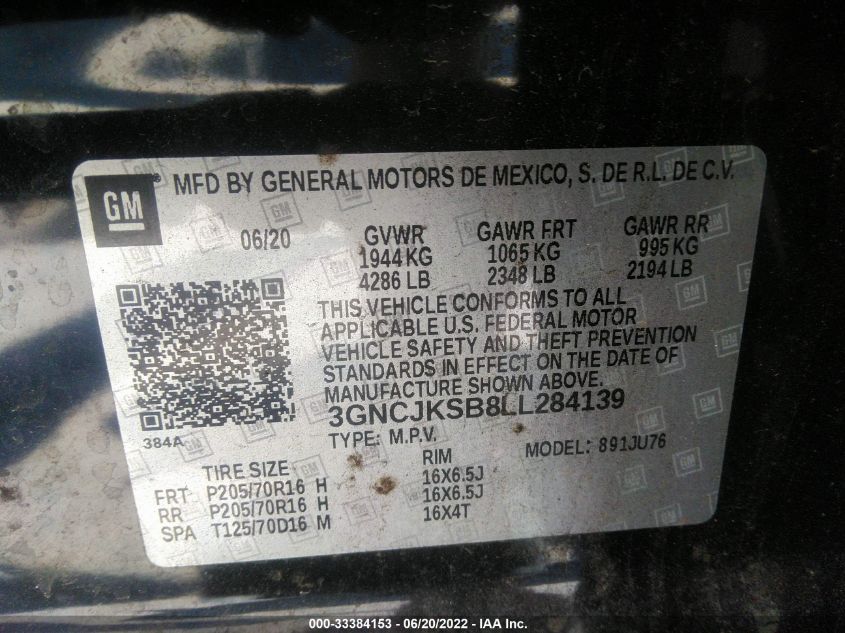 GM
MFD BY GENERAL MOTORS DE MEXICO, S. DE R.L. DE C.V.
06/20 GVWR GAWR FRT GAWR RR
1944 KG 1065 KG 995 KG
4286 LB 2348 LB 2194 LB
THIS VEHICLE CONFORMS TO ALL
APPLICABLE U.S. FEDERAL MOTOR
VEHICLE SAFETY AND THEFT PREVENTION
STANDARDS IN EFFECT ON THE DATE OF
MANUFACTURE SHOWN ABOVE.
3GNCJKSB8LL284139
384A
TYPE: M.P.V. MODEL: 891JU76
TIRE SIZE RIM
FRT P205/70R16 H 16X6.5J
RR P205/70R16 H 16X6.5J
SPA T125/70D16 M 16X4T
000-33384153 - 06/20/2022 - IAA Inc.